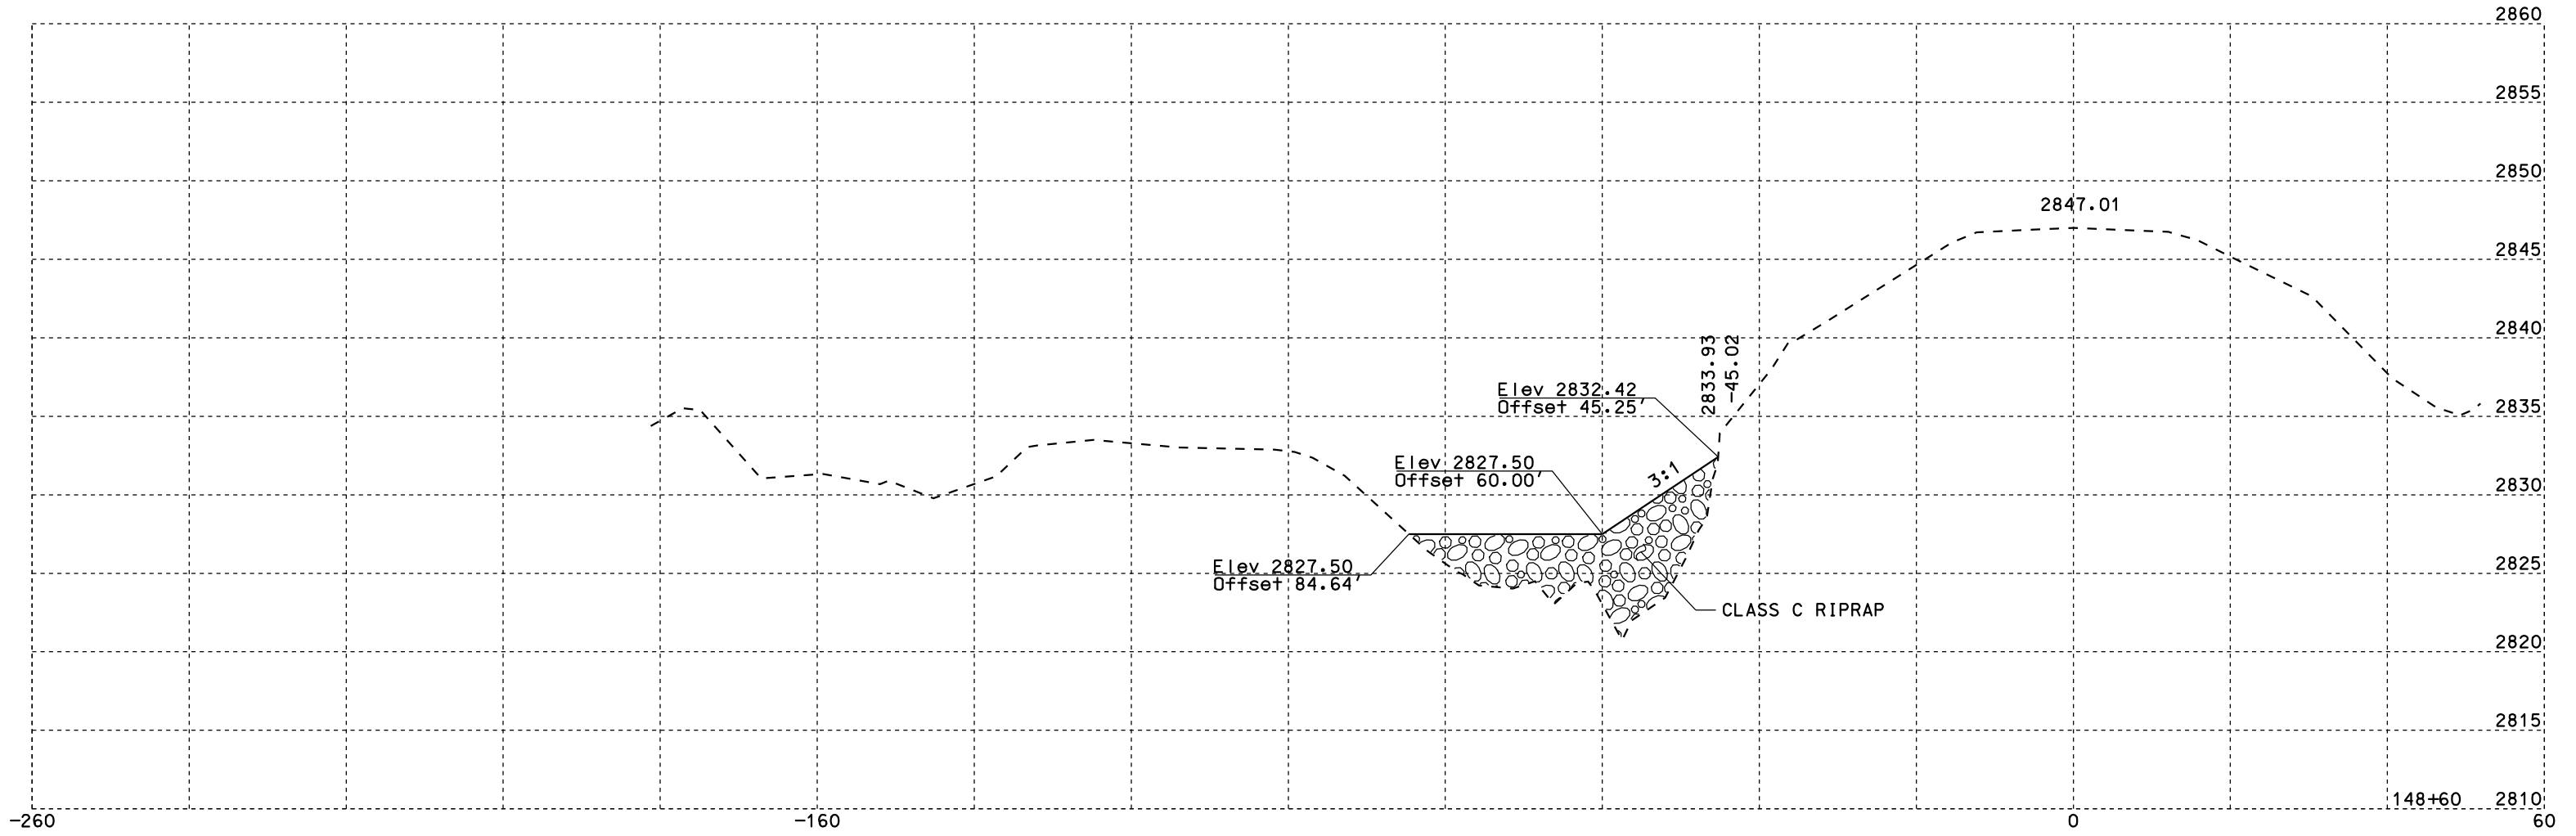 2860
2855
2850
2847.01
2845
2840
2833.93
-45.02
Elev 2832.42
Offset 45.25'
2835
3:1
Elev 2827.50
Offset 60.00'
2830
Elev 2827.50
Offset 84.64'
2825
CLASS C RIPRAP
2820
2815
148+60
2810
-260
-160
0
60